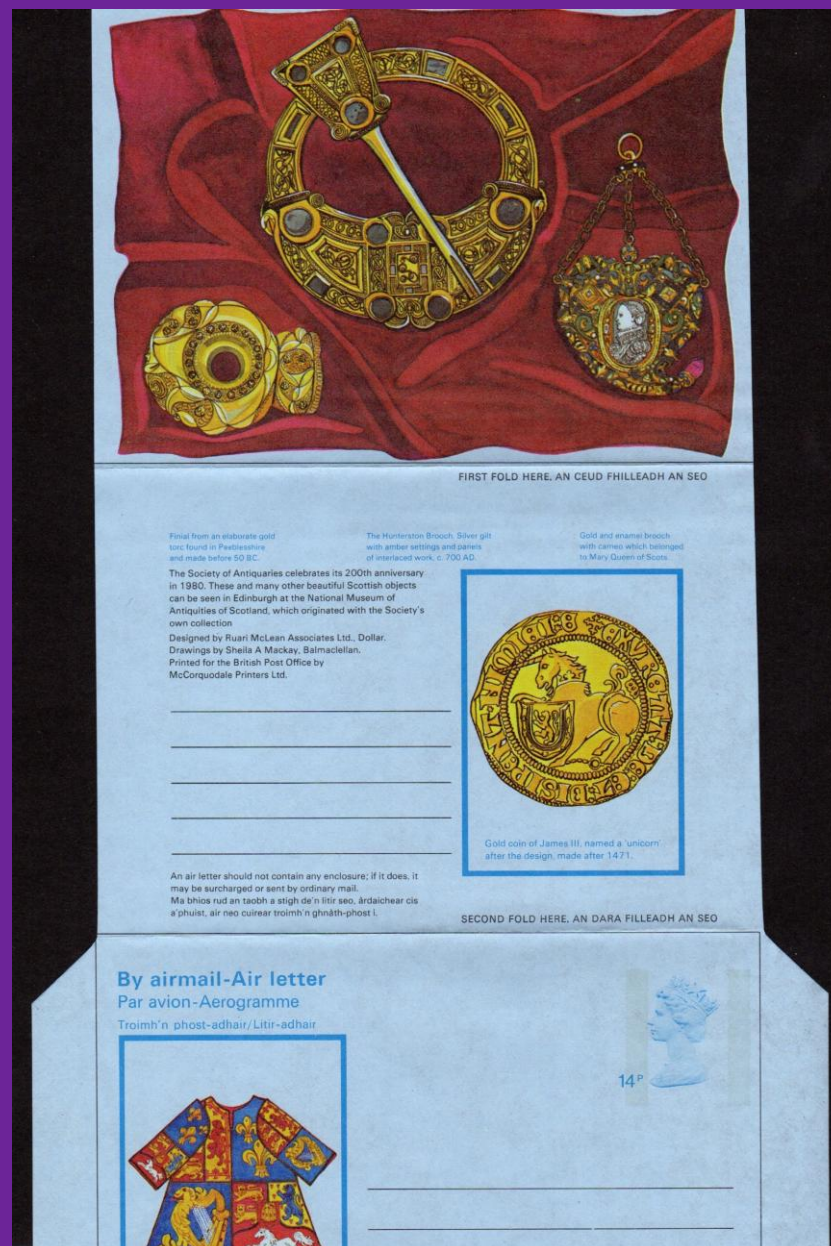 FIRST FOLD HERE. AN CEUD FHILLEADH AN SEO
Finial from an elaborate gold
torc found in Peeblesshire
and made before 50 BC.
The Hunterston Brooch. Silver gilt
with amber settings and panels
of interlaced work, c. 700 AD.
Gold and enamel brooch
with cameo which belonged
to Mary Queen of Scots.
The Society of Antiquaries celebrates its 200th anniversary
in 1980. These and many other beautiful Scottish objects
can be seen in Edinburgh at the National Museum of
Antiquities of Scotland, which originated with the Society's
own collection
Designed by Ruari McLean Associates Ltd., Dollar.
Drawings by Sheila A Mackay, Balmaclellan.
Printed for the British Post Office by
McCorquodale Printers Ltd.
Gold coin of James III, named a 'unicorn'
after the design, made after 1471.
An air letter should not contain any enclosure; if it does, it
may be surcharged or sent by ordinary mail.
Ma bhios rud an taobh a stigh de'n litir seo, àrdaichear cis
a'phuist, air neo cuirear troimh'n ghnàth-phost i.
SECOND FOLD HERE. AN DARA FILLEADH AN SEO
By airmail-Air letter
Par avion-Aerogramme
Troimh'n phost-adhair/Litir-adhair
14P